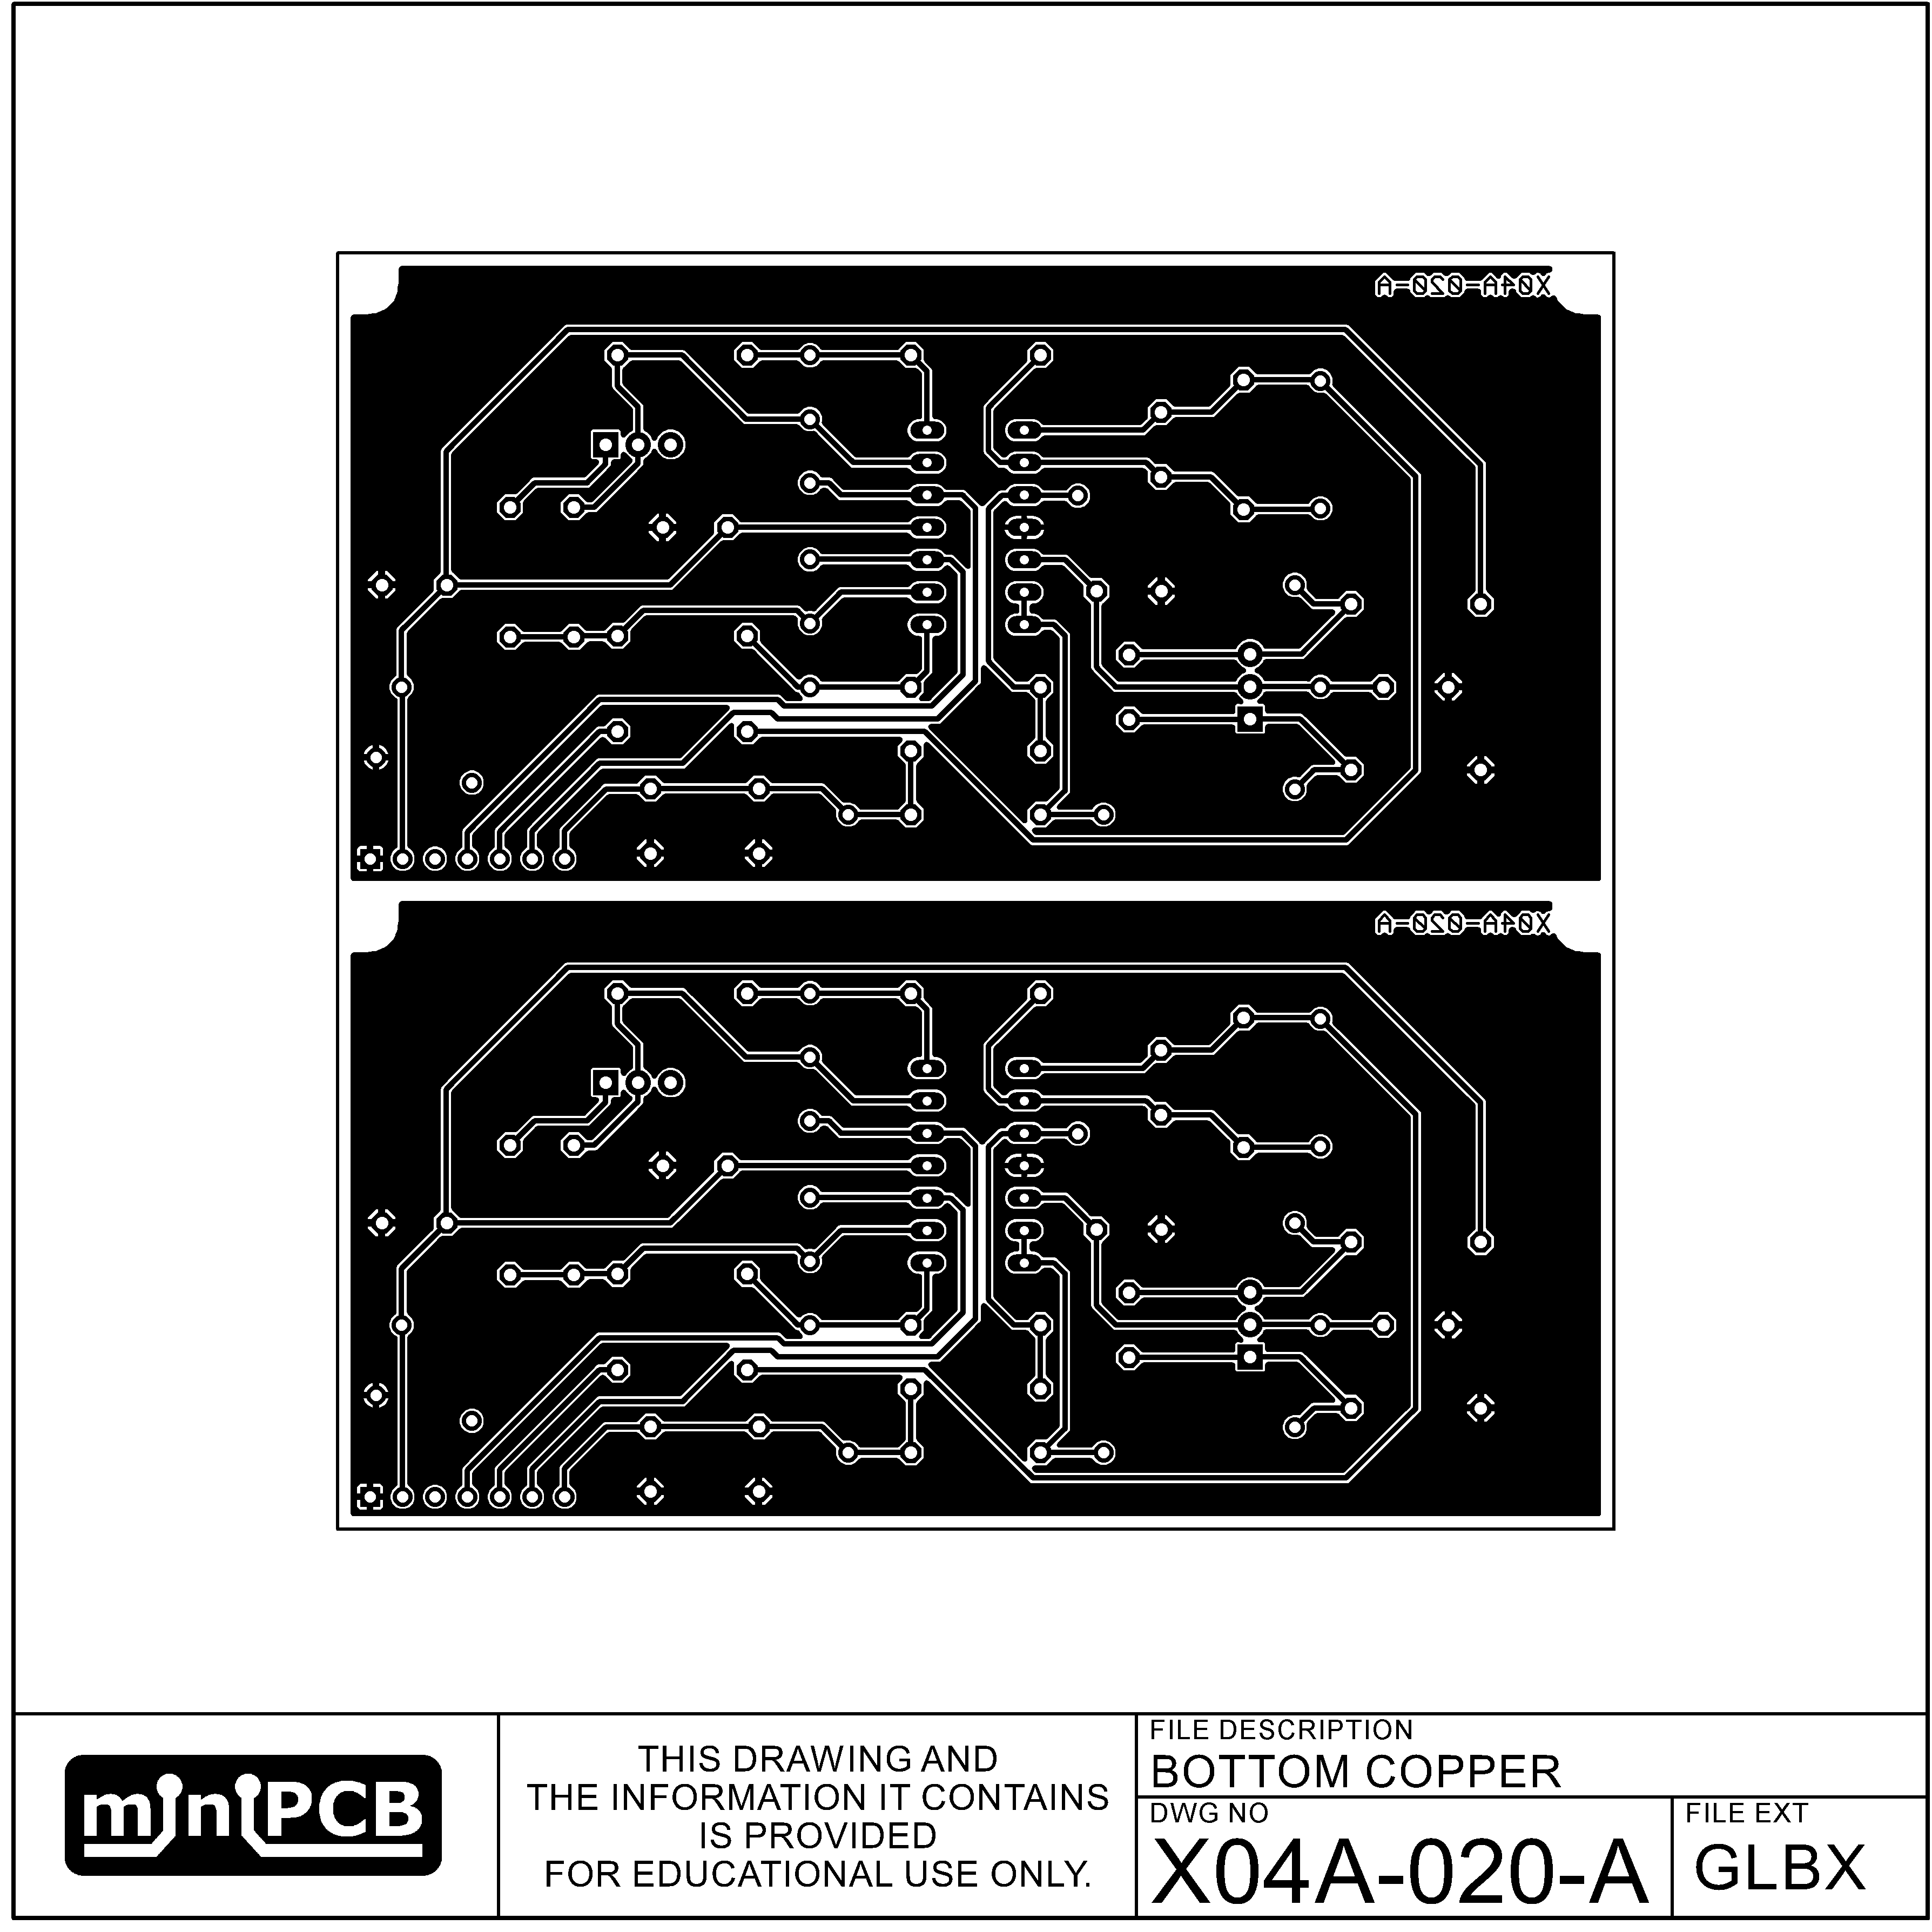 X04A-020-A
X04A-020-A
miniPCB
THIS DRAWING AND
THE INFORMATION IT CONTAINS
IS PROVIDED
FOR EDUCATIONAL USE ONLY.
FILE DESCRIPTION
BOTTOM COPPER
DWG NO
X04A-020-A
FILE EXT
GLBX